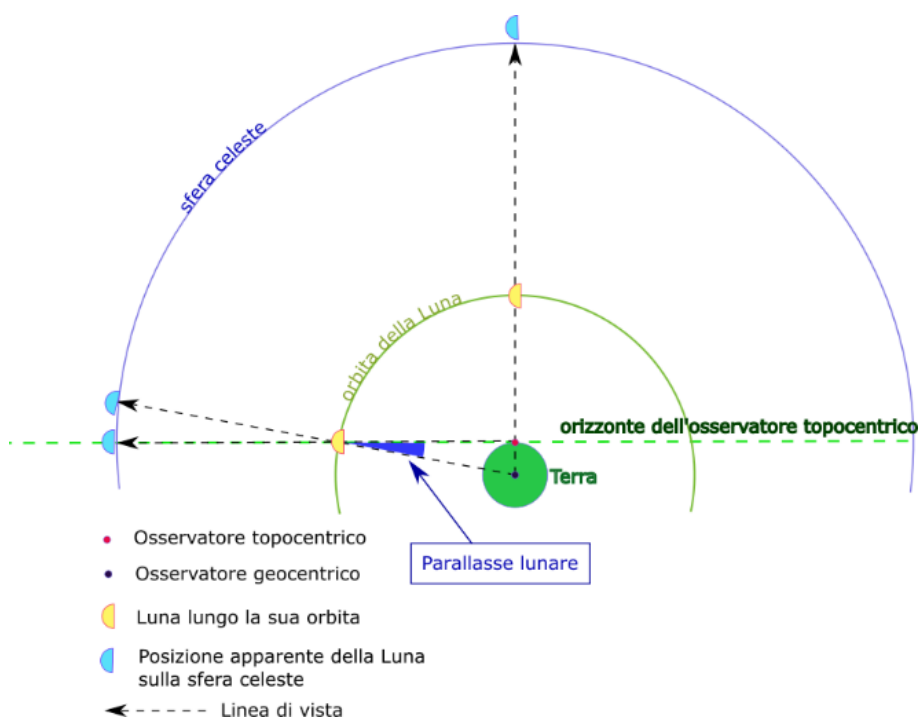 sfera celeste
orbita della Luna
orizzonte dell'osservatore topocentrico
Terra
Parallasse lunare
Osservatore topocentrico
Osservatore geocentrico
Luna lungo la sua orbita
Posizione apparente della Luna
sulla sfera celeste
Linea di vista